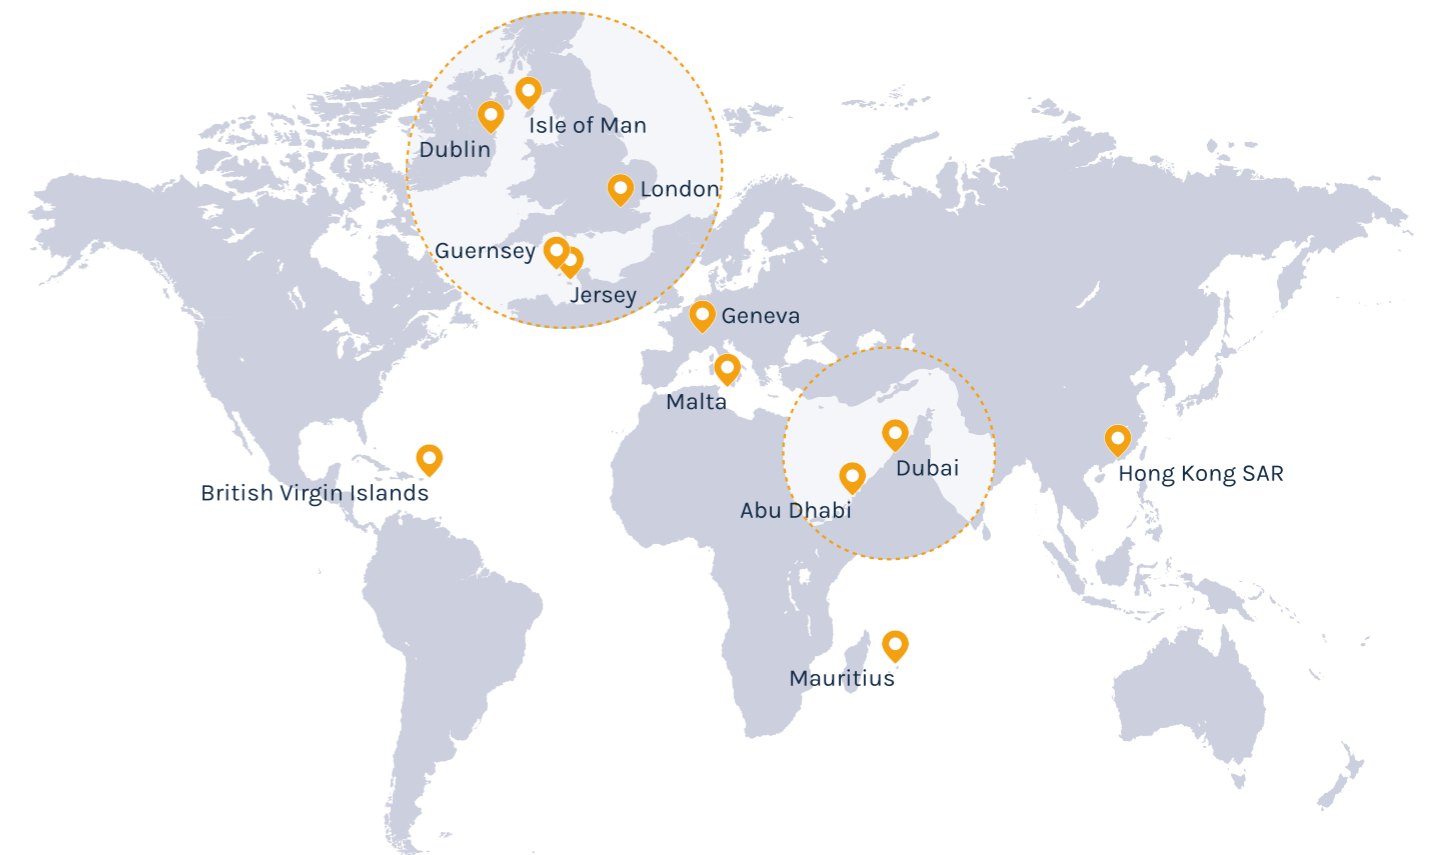 Isle of Man
Dublin
London
Guernsey
Jersey
Geneva
Malta
Dubai
Hong Kong SAR
British Virgin Islands
Abu Dhabi
Mauritius